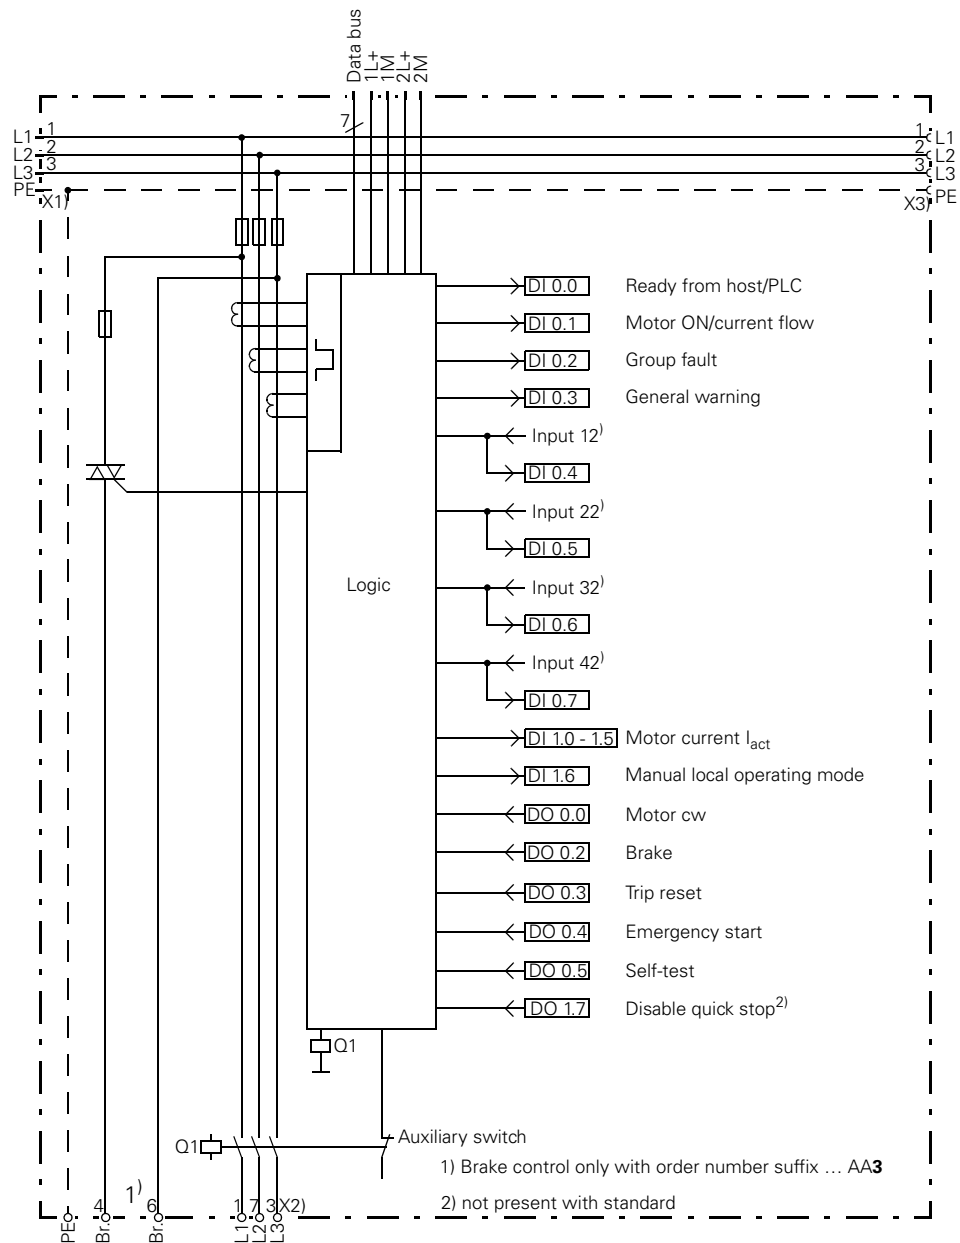 Data bus
1L+
1M
2L+
2M
7
L1 1
L2 2
L3 3
PE
X1)
1 L1
2 L2
3 L3
PE
X3)
DI 0.0 Ready from host/PLC
DI 0.1 Motor ON/current flow
DI 0.2 Group fault
DI 0.3 General warning
Input 12)
DI 0.4
Input 22)
DI 0.5
Logic
Input 32)
DI 0.6
Input 42)
DI 0.7
DI 1.0 - 1.5 Motor current Iact
DI 1.6 Manual local operating mode
DO 0.0 Motor cw
DO 0.2 Brake
DO 0.3 Trip reset
DO 0.4 Emergency start
DO 0.5 Self-test
DO 1.7 Disable quick stop2)
Q1
Q1
Auxiliary switch
1) Brake control only with order number suffix … AA3
2) not present with standard
1)
4 6 1 7 3 X2)
PE Br. Br. L1 L2 L3